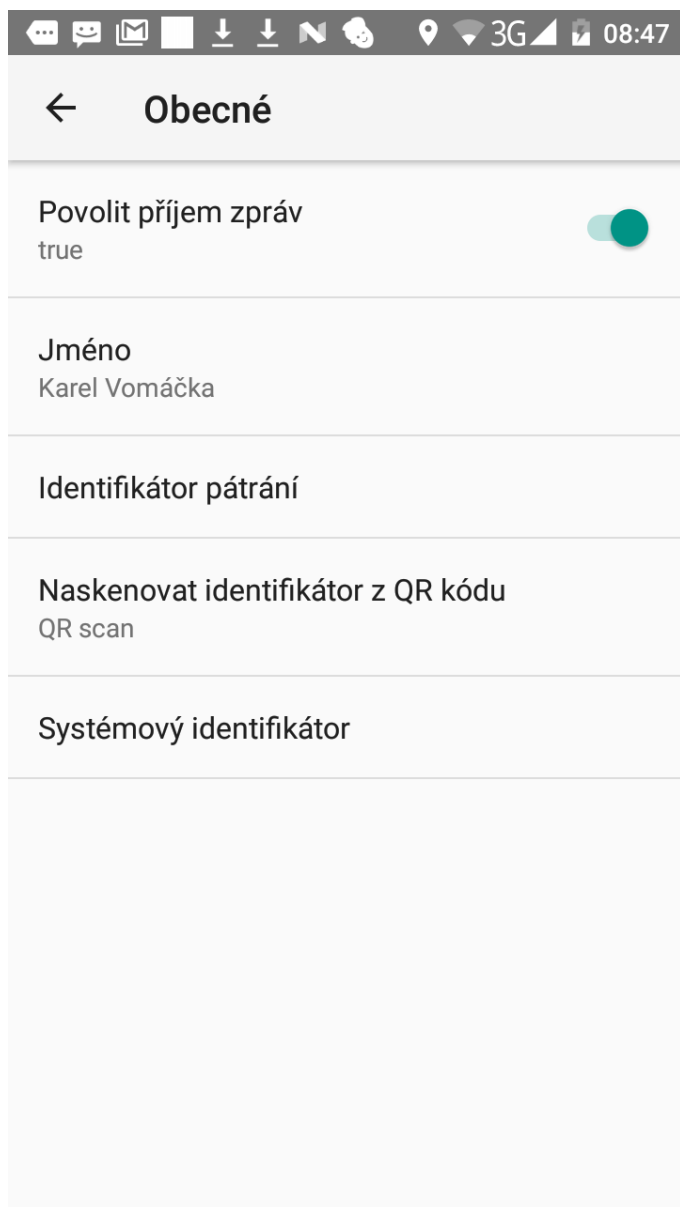 3G 08:47
Obecné
Povolit příjem zpráv
true
Jméno
Karel Vomáčka
Identifikátor pátrání
Naskenovat identifikátor z QR kódu
QR scan
Systémový identifikátor